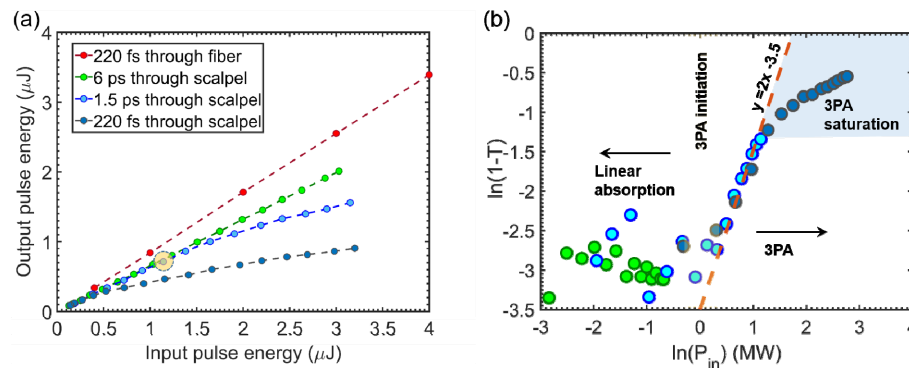 (a)
4
3
2
1
0
0
0.5
1
1.5
2
2.5
3
3.5
4
Output pulse energy (μJ)
Input pulse energy (μJ)
220 fs through fiber
6 ps through scalpel
1.5 ps through scalpel
220 fs through scalpel
(b)
0
-0.5
-1.0
-1.5
-2
-2.5
-3.0
-3.5
-3
-2
-1
0
1
2
3
4
ln(1-T)
ln(P_in) (MW)
3PA initiation
y =2x -3.5
3PA
saturation
Linear
absorption
3PA